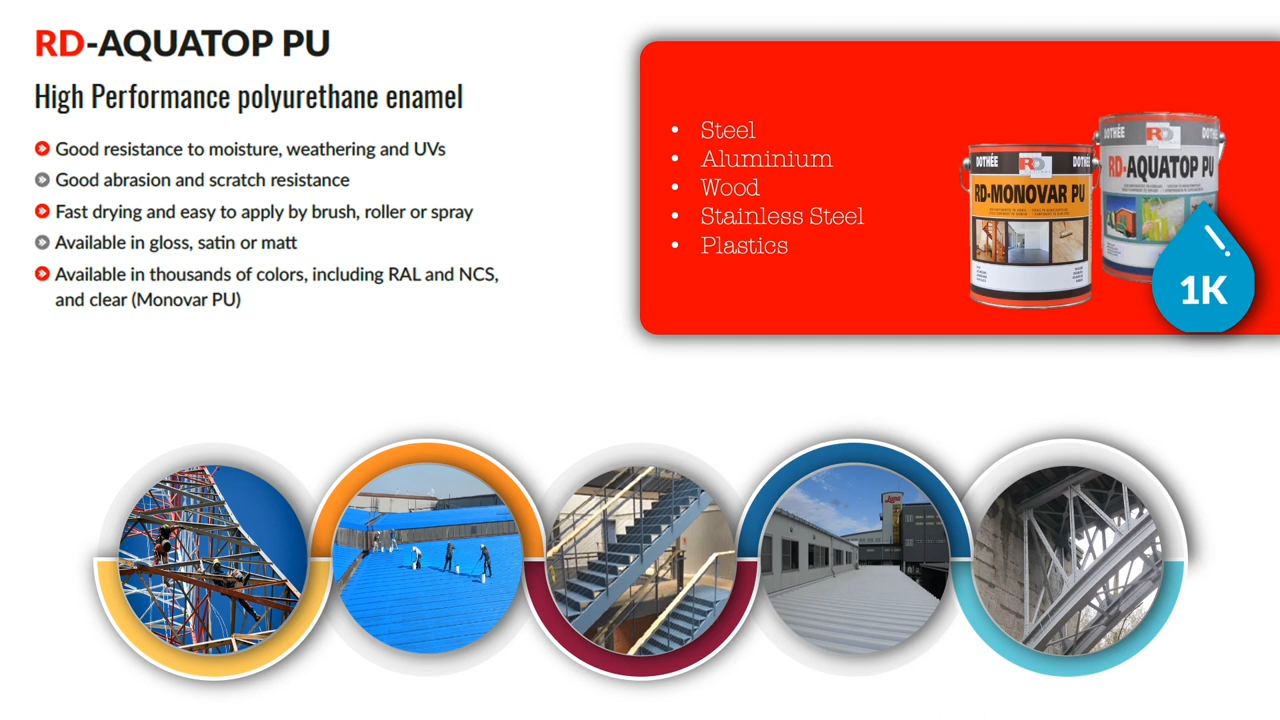 RD-AQUATOP PU
High Performance polyurethane enamel
Good resistance to moisture, weathering and UVs
Good abrasion and scratch resistance
Fast drying and easy to apply by brush, roller or spray
Available in gloss, satin or matt
Available in thousands of colors, including RAL and NCS,
and clear (Monovar PU)
• Steel
• Aluminium
• Wood
• Stainless Steel
• Plastics
DOTHÉE RD DOTHÉE
RD-AQUATOP PU
DOTHÉE RD DOTHÉE
RD-MONOVAR PU
1K